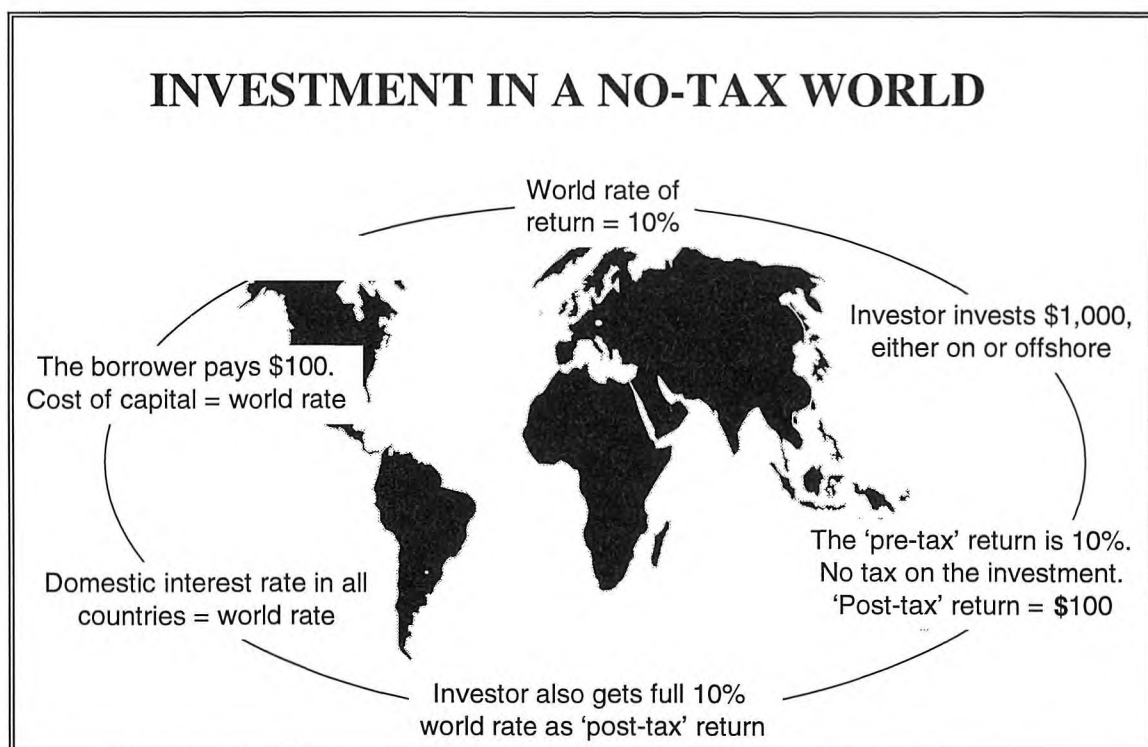 INVESTMENT IN A NO-TAX WORLD
World rate of
return = 10%
Investor invests $1,000,
either on or offshore
The 'pre-tax' return is 10%.
No tax on the investment.
'Post-tax' return = $100
Investor also gets full 10%
world rate as 'post-tax' return
Domestic interest rate in all
countries = world rate
The borrower pays $100.
Cost of capital = world rate